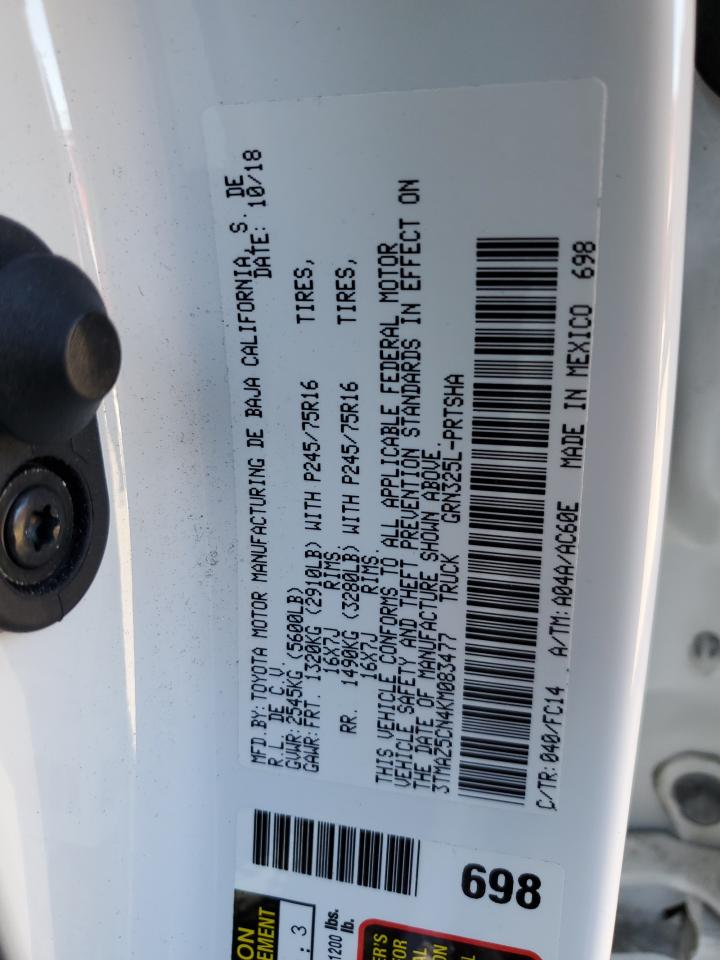 MFD.BY:TOYOTA MOTOR MANUFACTURING DE BAJA CALIFORNIA,S. DE
R.L. DE C.V. DATE: 10/18
GVWR:2545KG (5600LB)
GAWR:FRT. 1320KG (2910LB) WITH P245/75R16 TIRES,
16X7J RIMS
RR. 1490KG (3280LB) WITH P245/75R16 TIRES,
16X7J RIMS.
THIS VEHICLE CONFORMS TO ALL APPLICABLE FEDERAL MOTOR
VEHICLE SAFETY AND THEFT PREVENTION STANDARDS IN EFFECT ON
THE DATE OF MANUFACTURE SHOWN ABOVE.
3TMAZ5CN4KM083477 TRUCK GRN325L-PRTSHA
C/TR:040/FC14 A/TM:A04A/AC60E MADE IN MEXICO 698
698
: 3
1200 lbs.
lb.